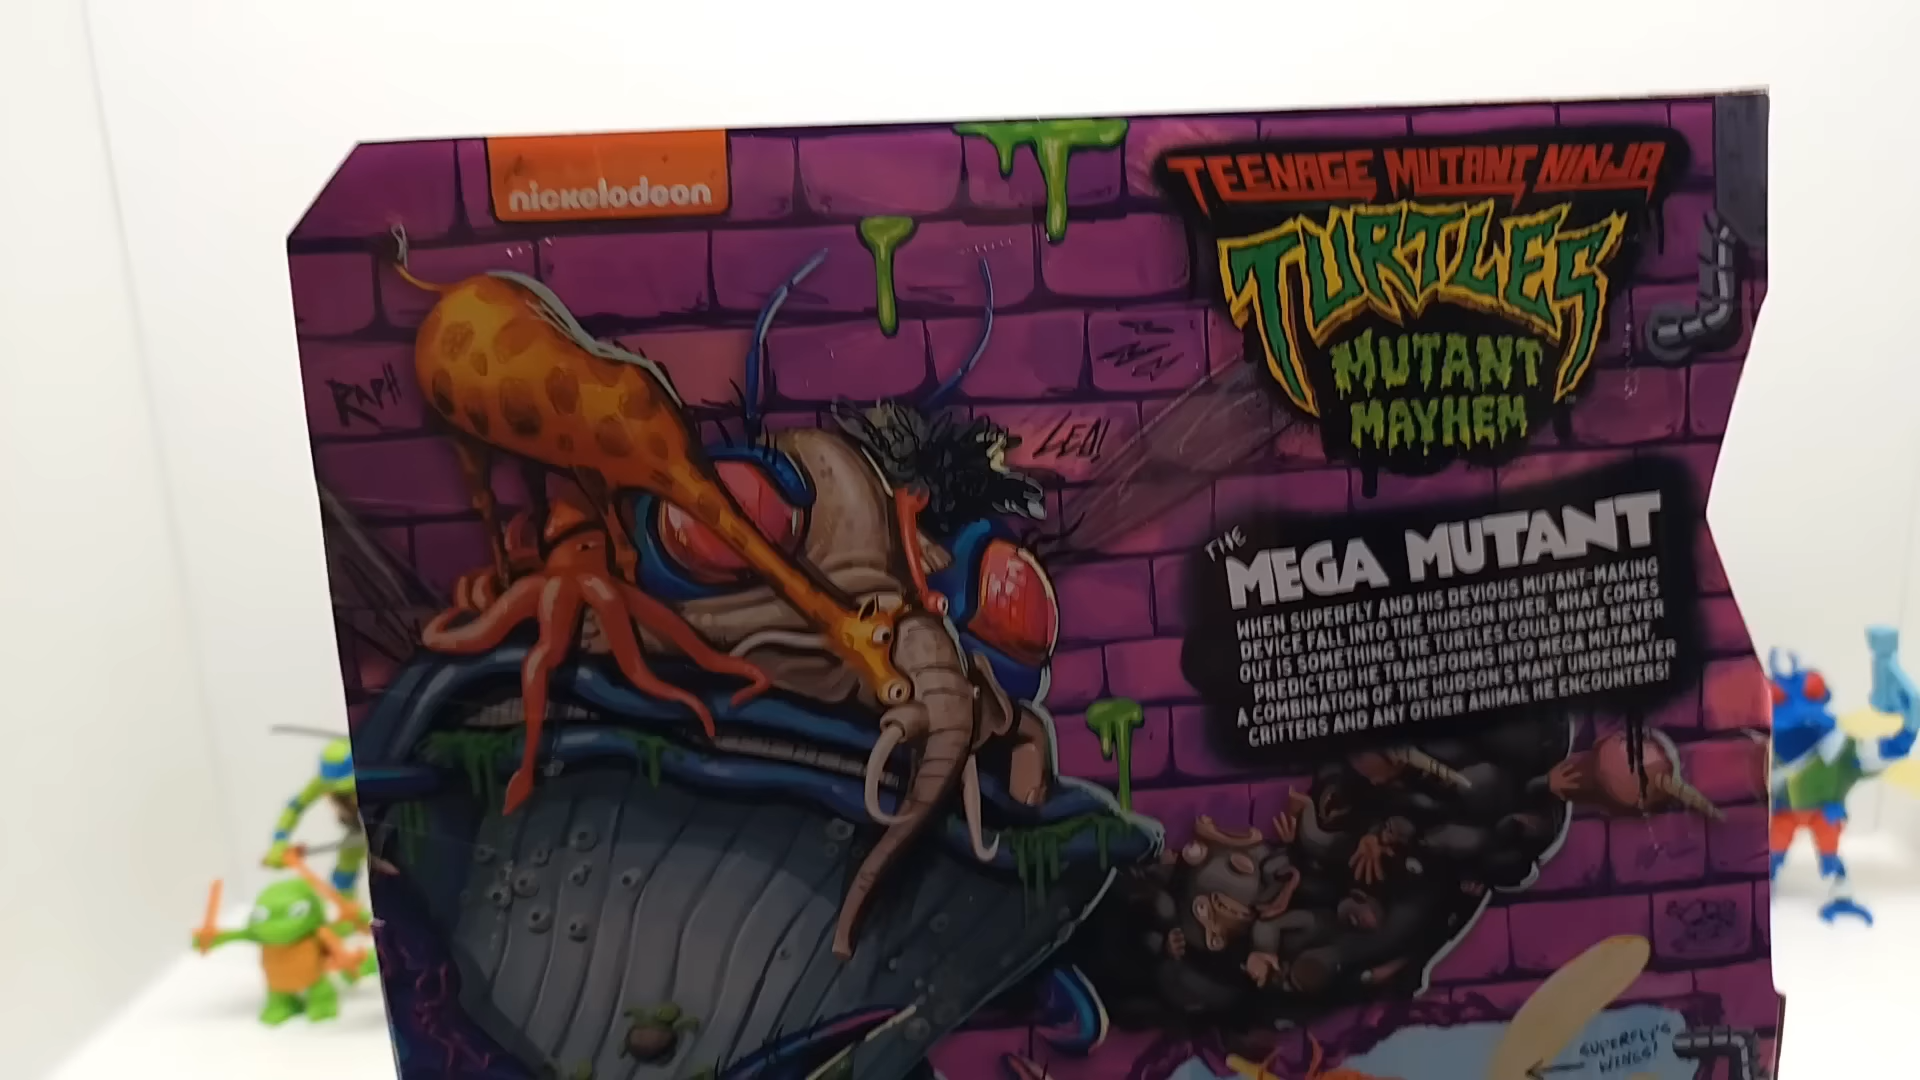 nickelodeon
TEENAGE MUTANT NINJA
TURTLES
MUTANT
MAYHEM
RAPH
LEO!
THE
MEGA MUTANT
WHEN SUPERFLY AND HIS DEVIOUS MUTANT-MAKING
DEVICE FALL INTO THE HUDSON RIVER, WHAT COMES
OUT IS SOMETHING THE TURTLES COULD HAVE NEVER
PREDICTED! HE TRANSFORMS INTO MEGA MUTANT,
A COMBINATION OF THE HUDSON'S MANY UNDERWATER
CRITTERS AND ANY OTHER ANIMAL HE ENCOUNTERS!
SUPERFLY'S
WINGS!